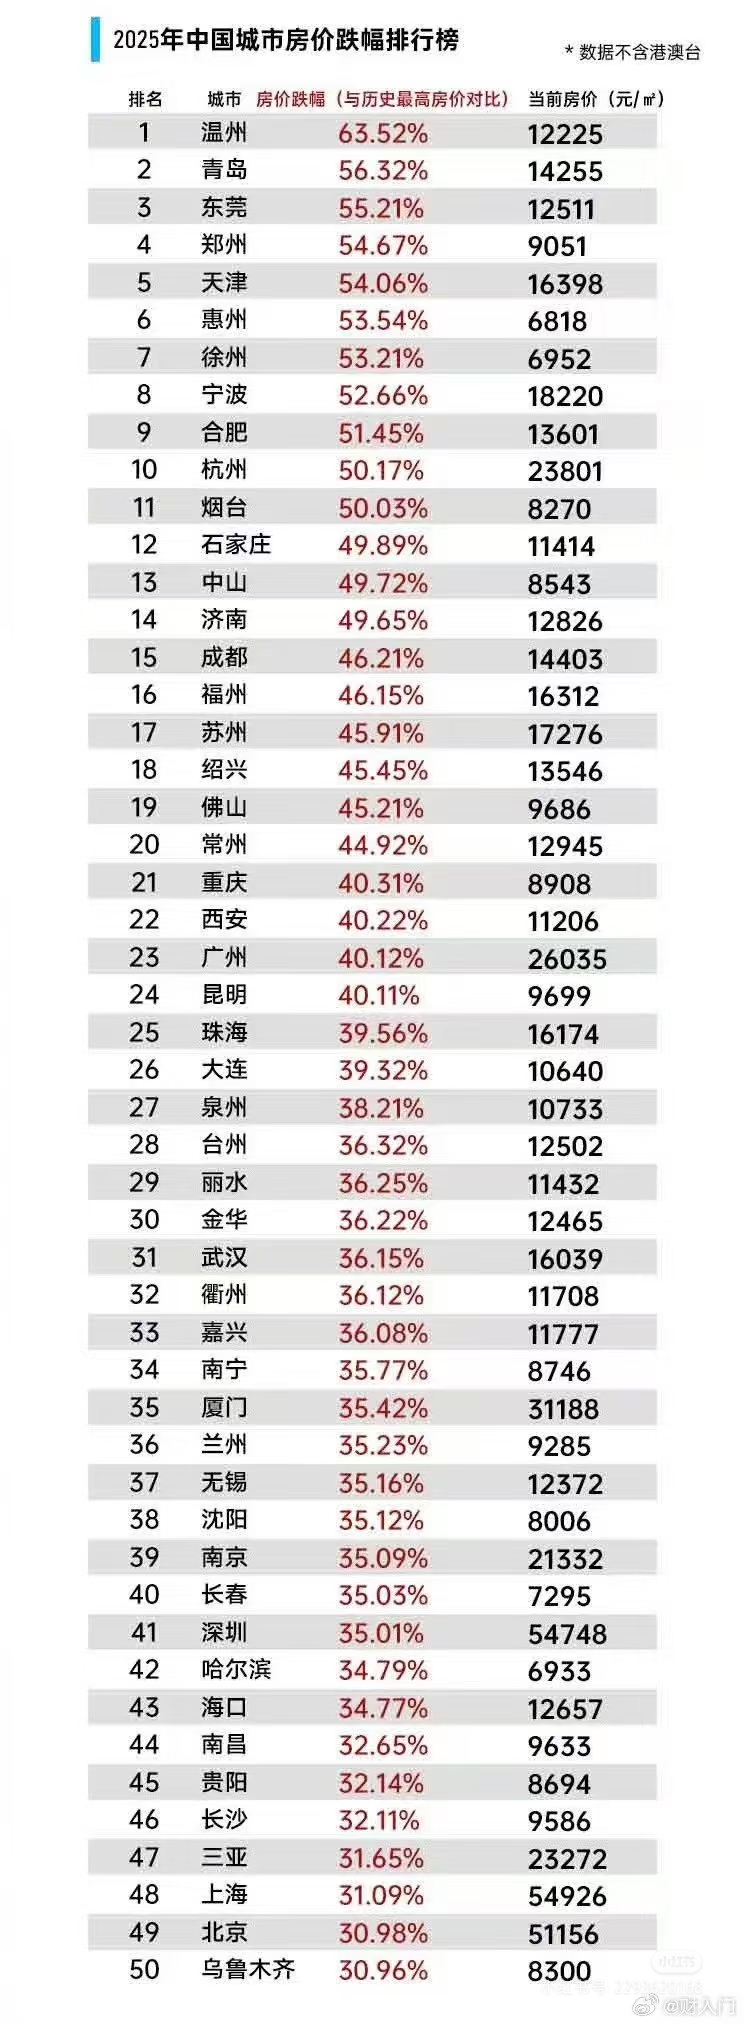 2025年中国城市房价跌幅排行榜
* 数据不含港澳台
排名 城市 房价跌幅（与历史最高房价对比） 当前房价（元/㎡）
1 温州 63.52% 12225
2 青岛 56.32% 14255
3 东莞 55.21% 12511
4 郑州 54.67% 9051
5 天津 54.06% 16398
6 惠州 53.54% 6818
7 徐州 53.21% 6952
8 宁波 52.66% 18220
9 合肥 51.45% 13601
10 杭州 50.17% 23801
11 烟台 50.03% 8270
12 石家庄 49.89% 11414
13 中山 49.72% 8543
14 济南 49.65% 12826
15 成都 46.21% 14403
16 福州 46.15% 16312
17 苏州 45.91% 17276
18 绍兴 45.45% 13546
19 佛山 45.21% 9686
20 常州 44.92% 12945
21 重庆 40.31% 8908
22 西安 40.22% 11206
23 广州 40.12% 26035
24 昆明 40.11% 9699
25 珠海 39.56% 16174
26 大连 39.32% 10640
27 泉州 38.21% 10733
28 台州 36.32% 12502
29 丽水 36.25% 11432
30 金华 36.22% 12465
31 武汉 36.15% 16039
32 衢州 36.12% 11708
33 嘉兴 36.08% 11777
34 南宁 35.77% 8746
35 厦门 35.42% 31188
36 兰州 35.23% 9285
37 无锡 35.16% 12372
38 沈阳 35.12% 8006
39 南京 35.09% 21332
40 长春 35.03% 7295
41 深圳 35.01% 54748
42 哈尔滨 34.79% 6933
43 海口 34.77% 12657
44 南昌 32.65% 9633
45 贵阳 32.14% 8694
46 长沙 32.11% 9586
47 三亚 31.65% 23272
48 上海 31.09% 54926
49 北京 30.98% 51156
50 乌鲁木齐 30.96% 8300
小红书
@财入门